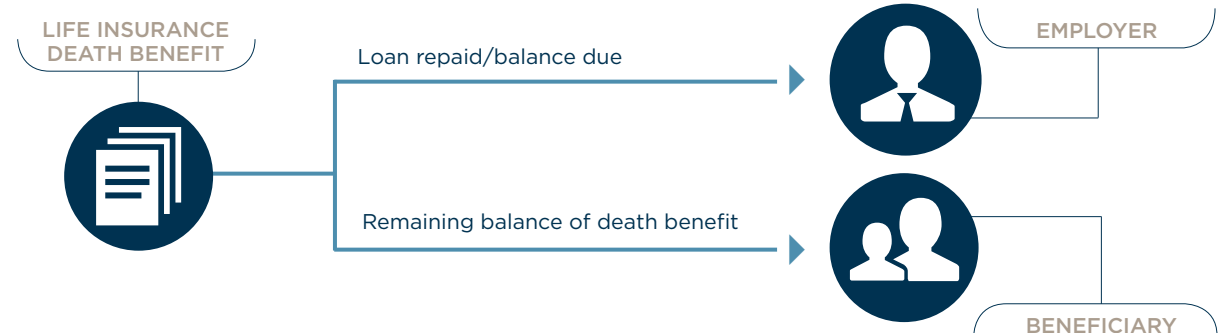 LIFE INSURANCE
DEATH BENEFIT
Loan repaid/balance due
EMPLOYER
Remaining balance of death benefit
BENEFICIARY